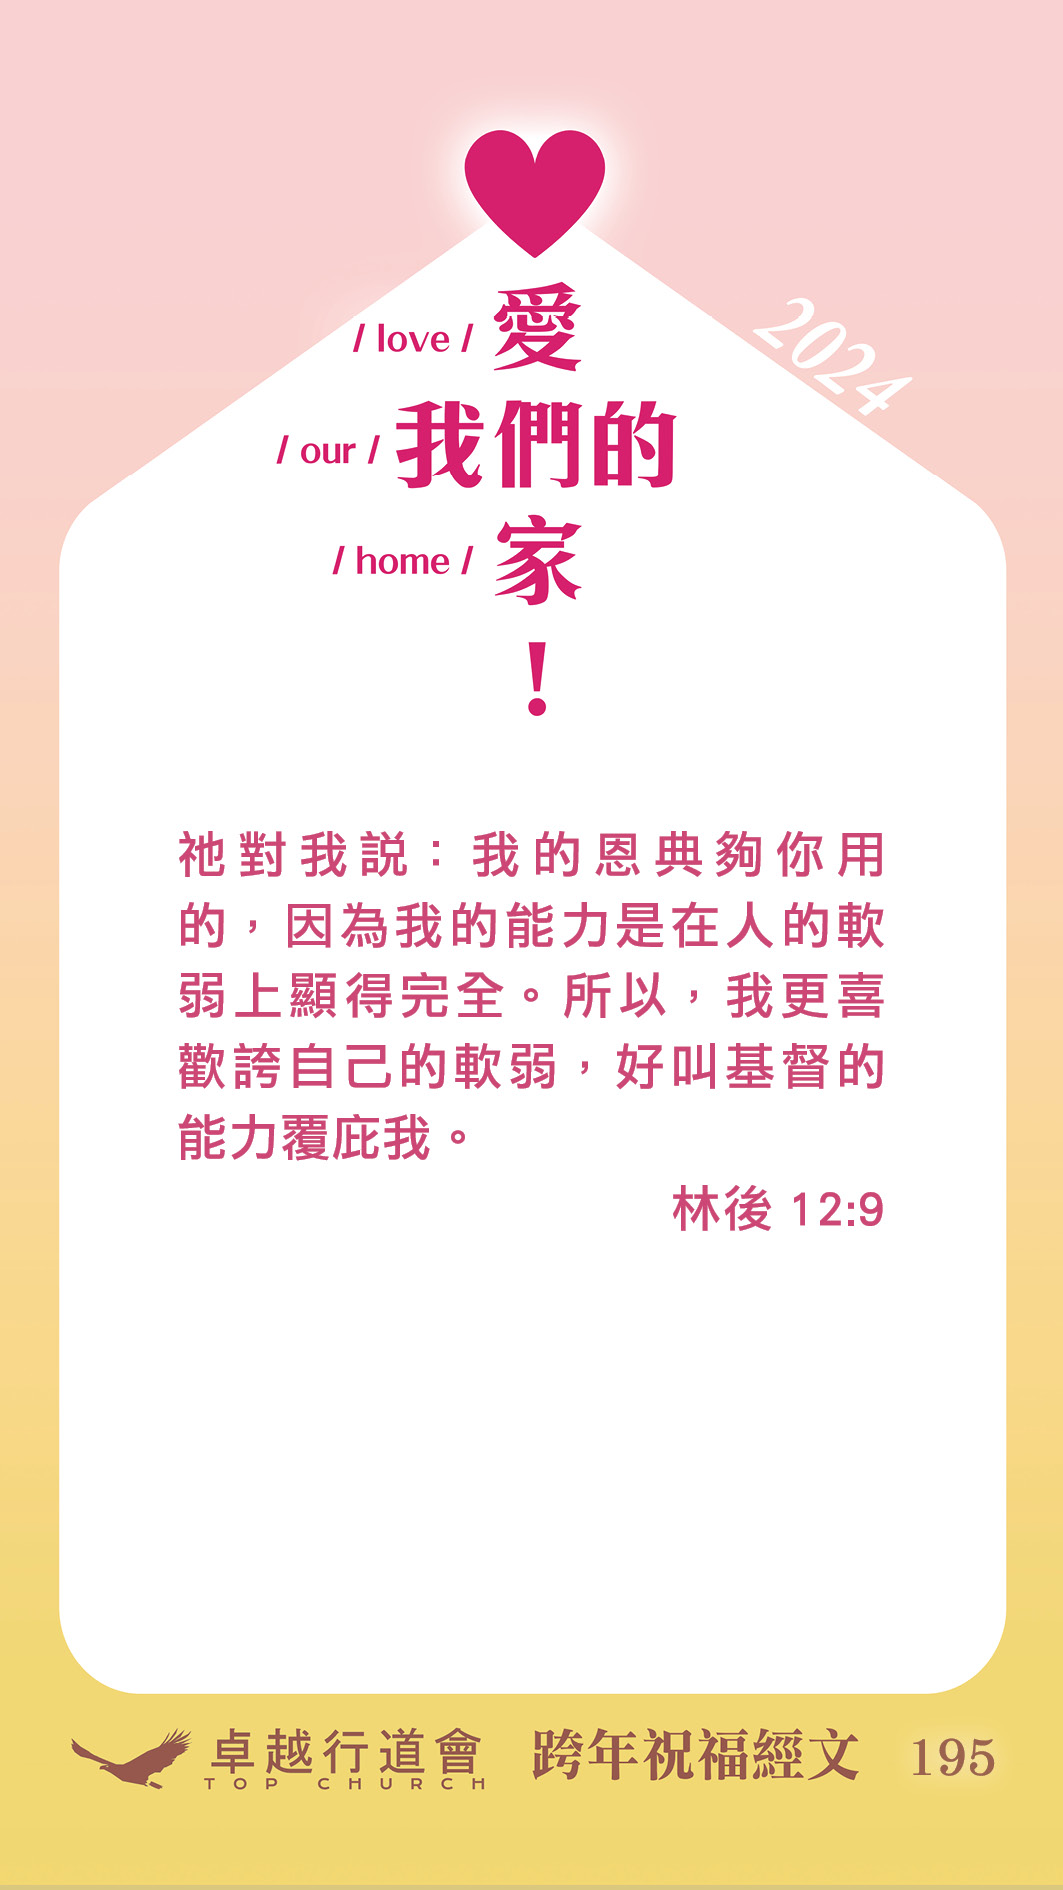 2024
/ love / 愛
/ our / 我們的
/ home / 家
！
祂對我説：我的恩典夠你用
的，因為我的能力是在人的軟
弱上顯得完全。所以，我更喜
歡誇自己的軟弱，好叫基督的
能力覆庇我。
林後 12:9
卓越行道會
TOP CHURCH
跨年祝福經文 195